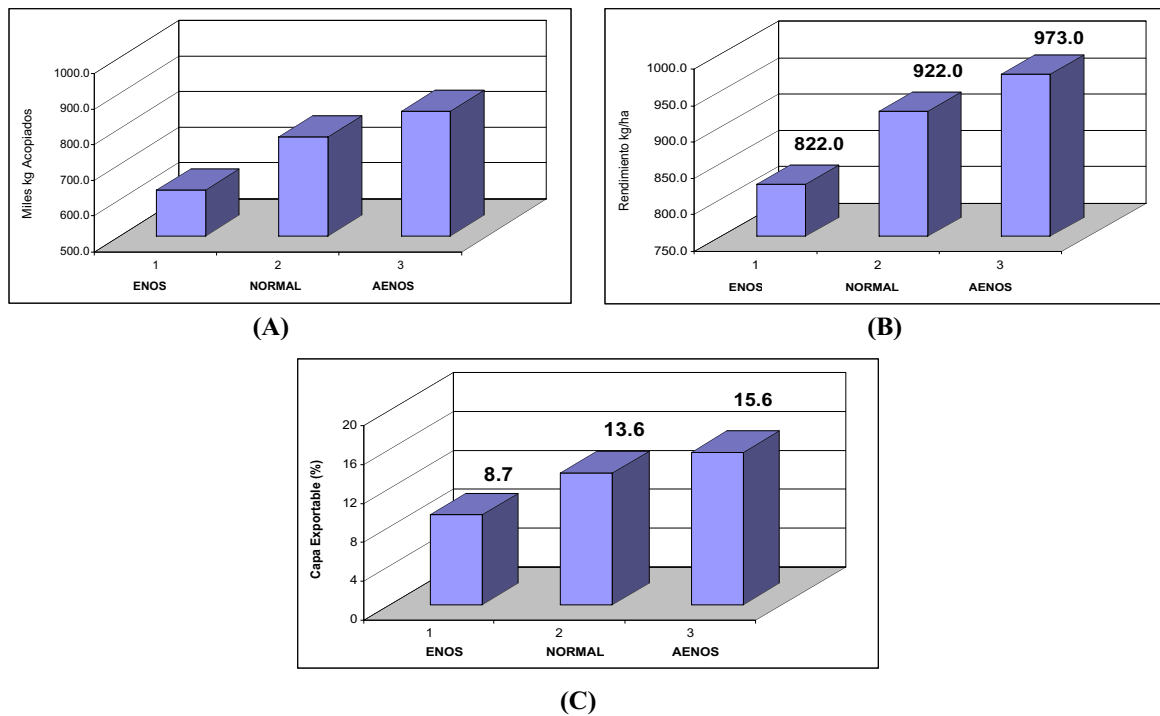 Miles kg Acopiados
1000.0
900.0
800.0
700.0
600.0
500.0
1 2 3
ENOS NORMAL AENOS
(A)
Rendimiento kg/ha
1000.0
950.0
900.0
850.0
800.0
750.0
822.0
922.0
973.0
1 2 3
ENOS NORMAL AENOS
(B)
Capa Exportable (%)
20
16
12
8
4
0
8.7
13.6
15.6
1 2 3
ENOS NORMAL AENOS
(C)